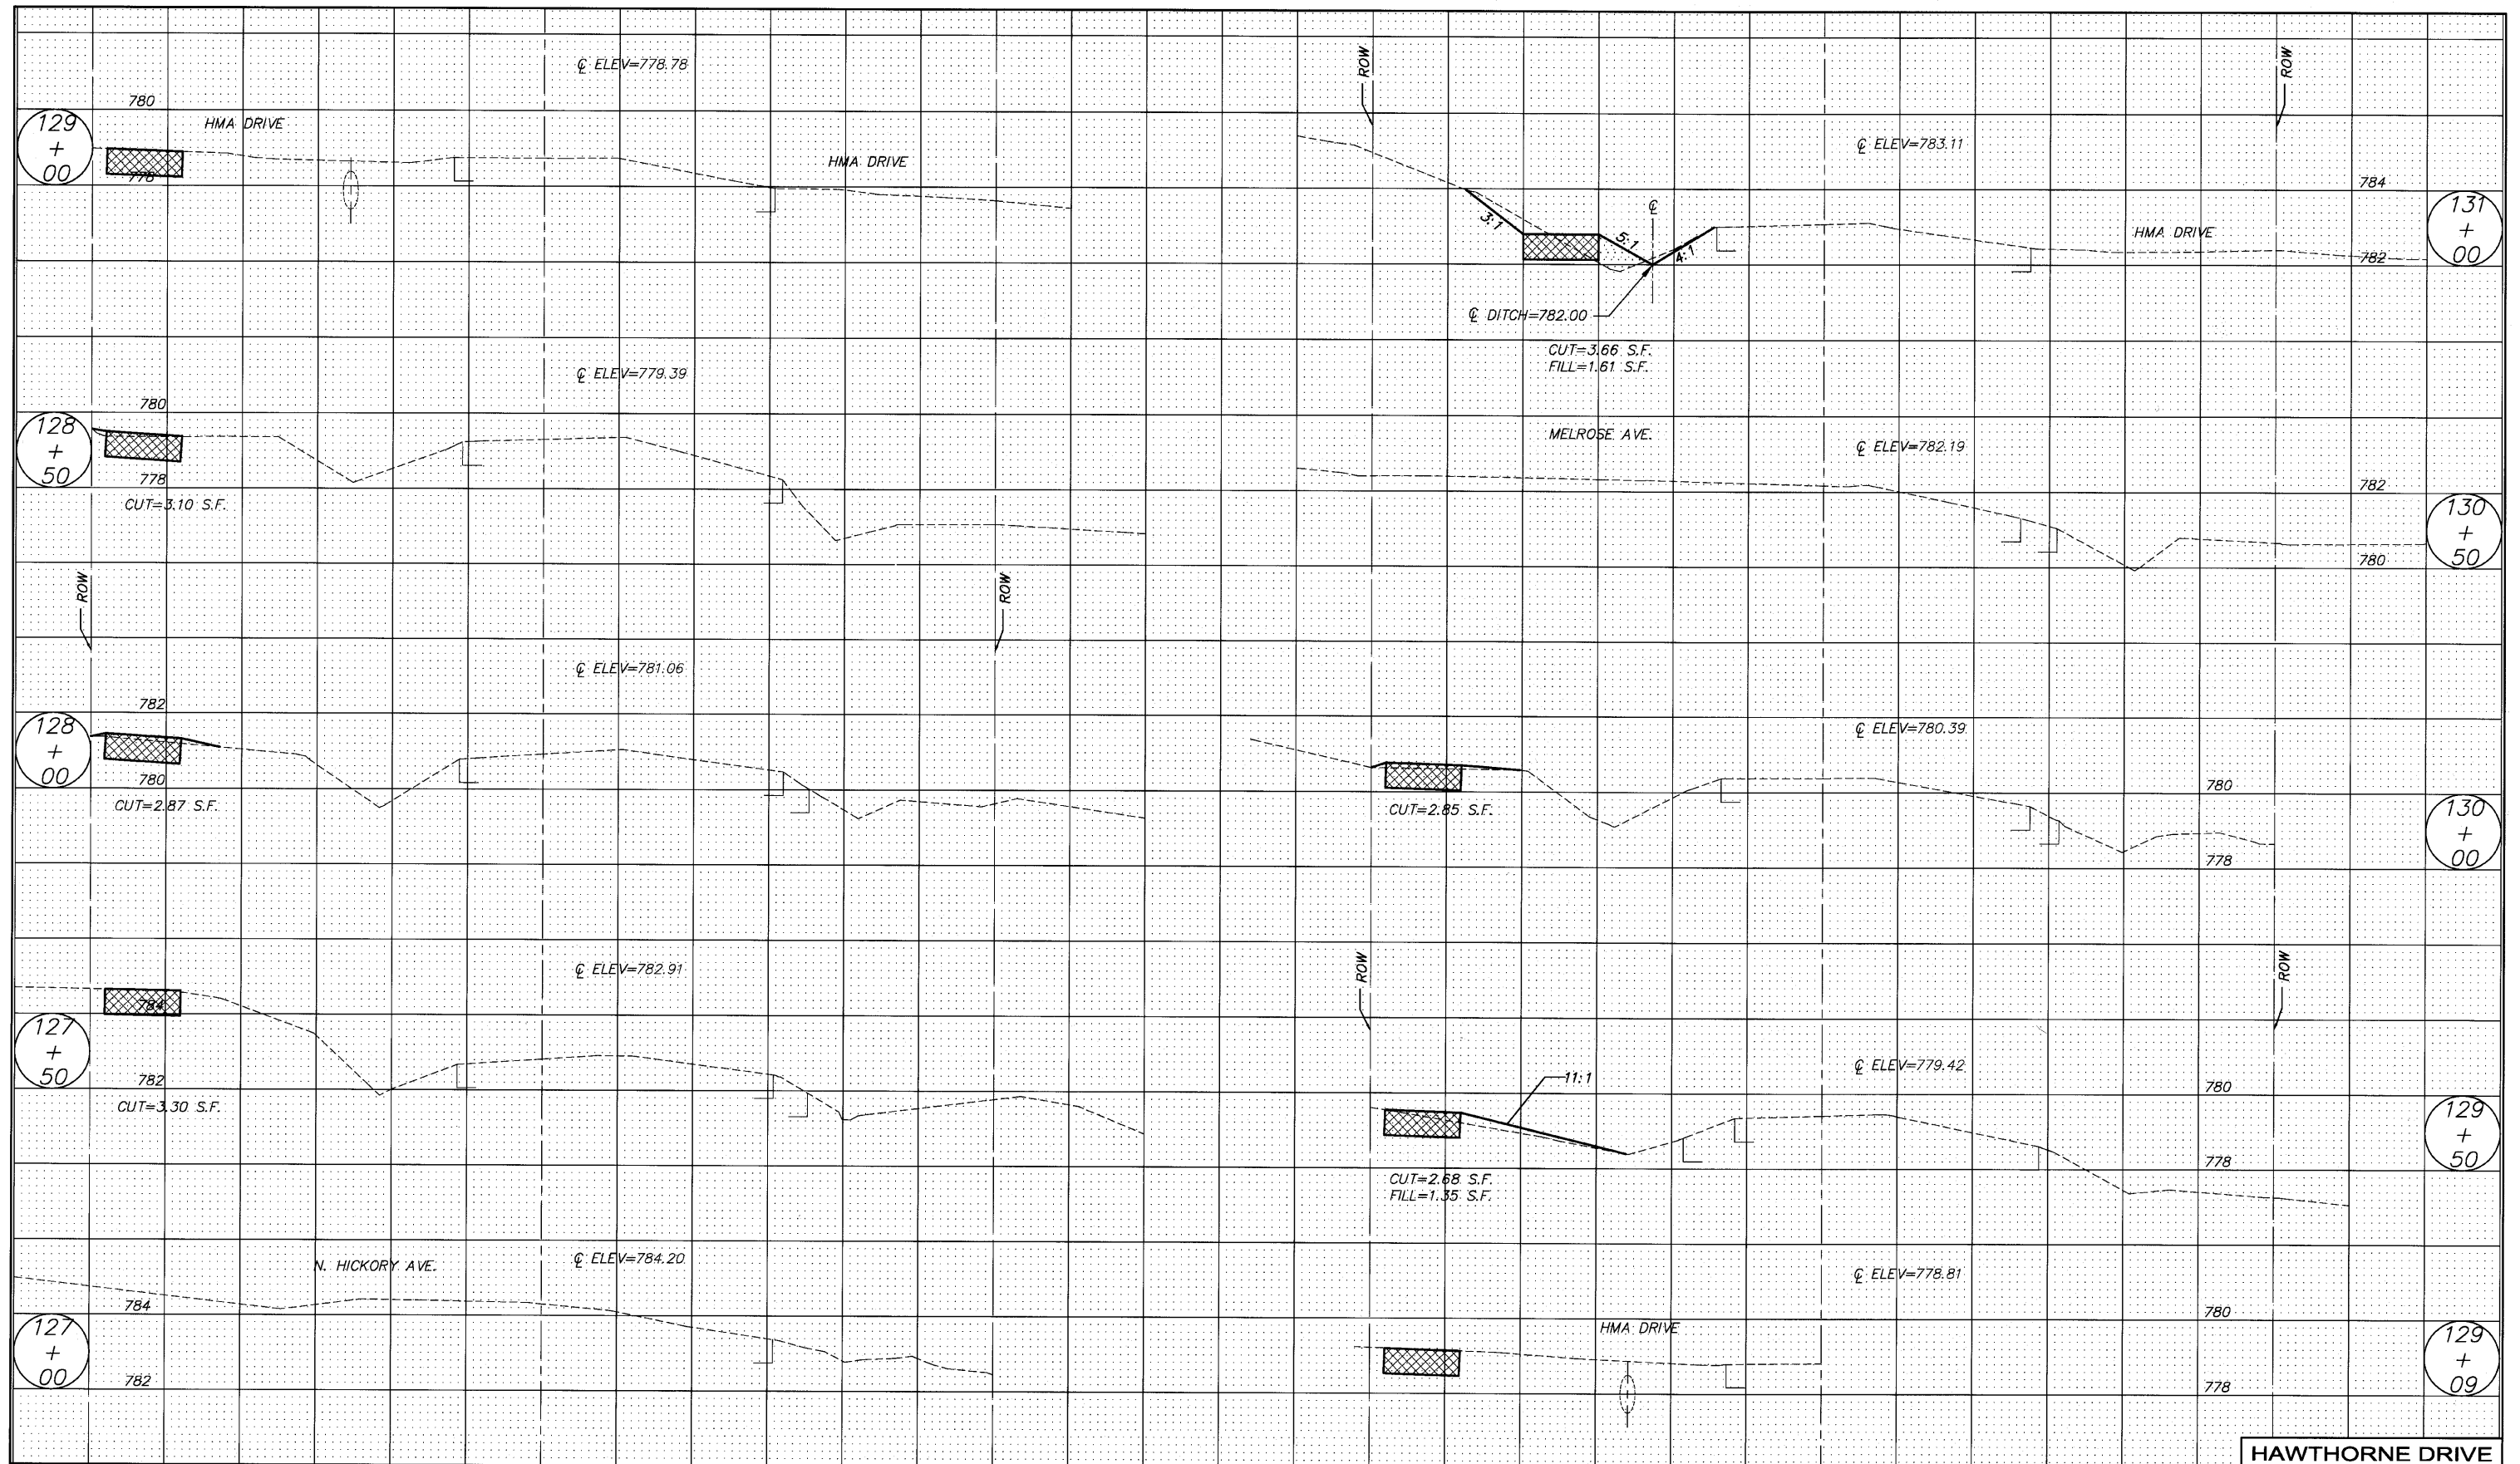 ℄ ELEV=778.78
780
HMA DRIVE
129
+
00
HMA DRIVE
778
℄ ELEV=779.39
780
128
+
50
778
CUT=3.10 S.F.
ROW
ROW
℄ ELEV=781.06
782
128
+
00
780
CUT=2.87 S.F.
℄ ELEV=782.91
784
127
+
50
782
CUT=3.30 S.F.
℄ ELEV=784.20
N. HICKORY AVE.
784
127
+
00
782
ROW
ROW
℄ ELEV=783.11
784
131
+
00
℄
3:1
5:1
4:1
HMA DRIVE
782
℄ DITCH=782.00
CUT=3.66 S.F.
FILL=1.61 S.F.
MELROSE AVE.
℄ ELEV=782.19
782
130
+
50
780
℄ ELEV=780.39
780
130
+
00
CUT=2.85 S.F.
778
ROW
ROW
℄ ELEV=779.42
11:1
780
129
+
50
778
CUT=2.68 S.F.
FILL=1.35 S.F.
℄ ELEV=778.81
780
HMA DRIVE
129
+
09
778
HAWTHORNE DRIVE